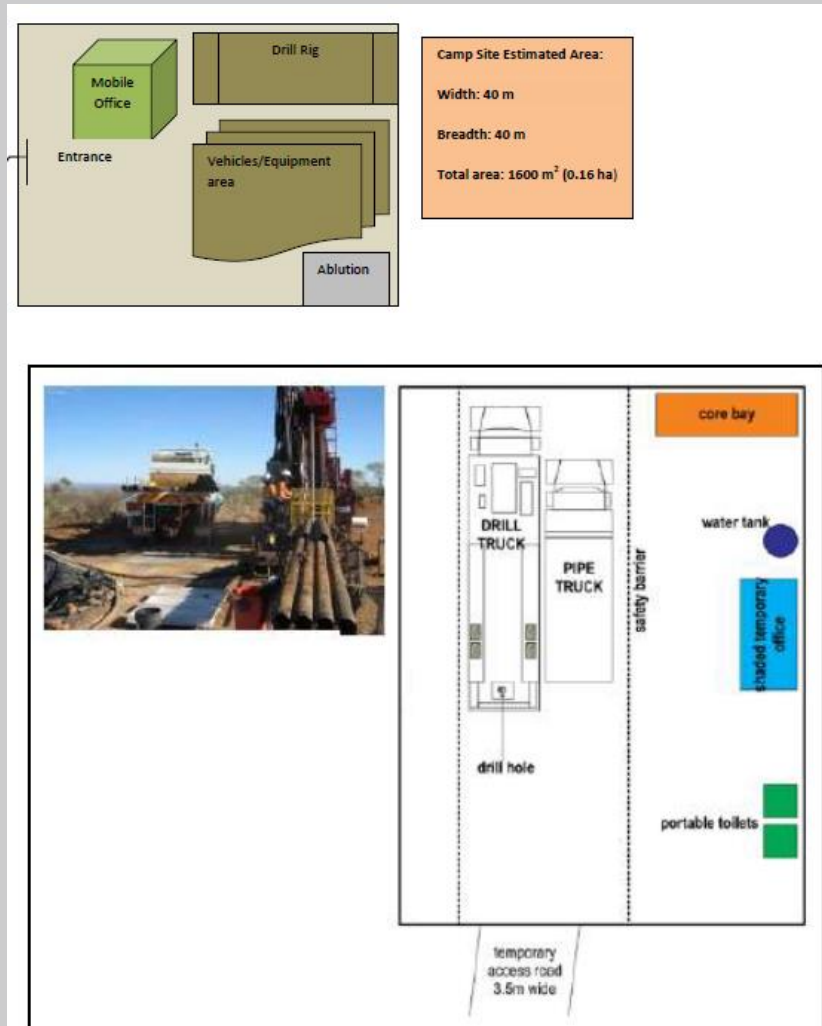 Mobile
Office
Drill Rig
Entrance
Vehicles/Equipment
area
Ablution
Camp Site Estimated Area:
Width: 40 m
Breadth: 40 m
Total area: 1600 m² (0.16 ha)
core bay
water tank
DRILL
TRUCK
PIPE
TRUCK
safety barrier
shaded temporary
office
drill hole
portable toilets
temporary
access road
3.5m wide